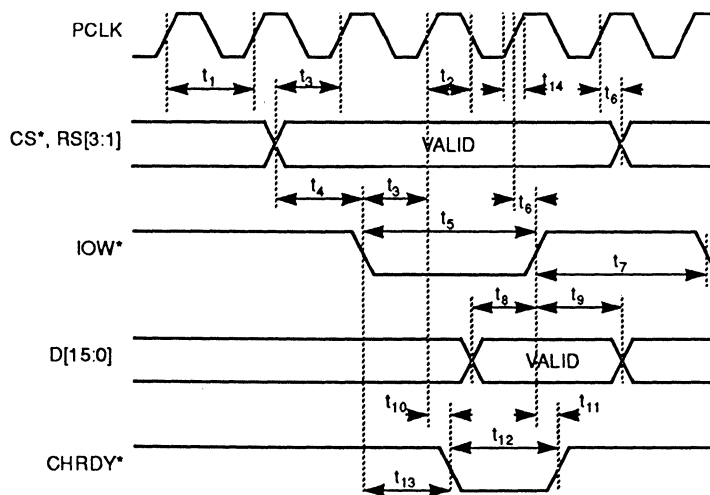 PCLK
t1 t3 t2 t14 t6
CS*, RS[3:1] VALID
t4 t3 t6
t5
IOW* t7
t8 t9
D[15:0] VALID
t10 t11
t12
CHRDY*
t13